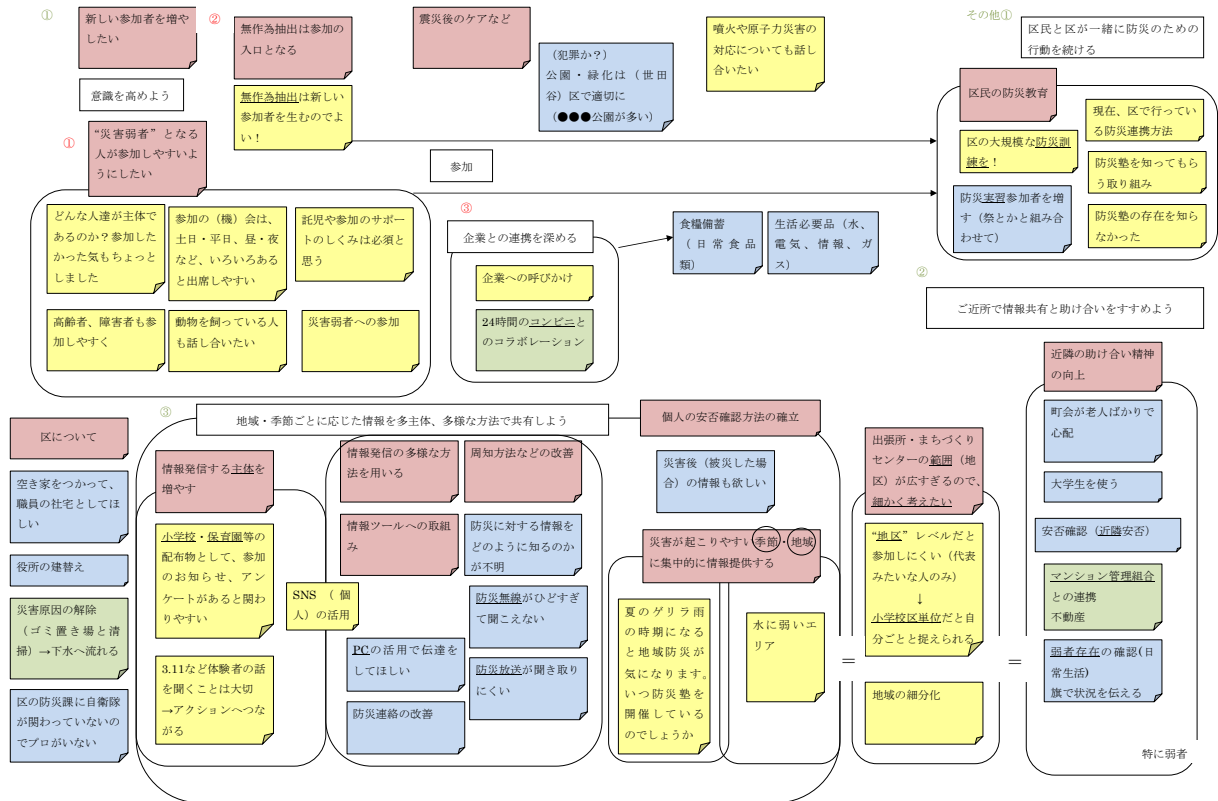 ①
新しい参加者を増や
したい
意識を高めよう
②
無作為抽出は参加の
入口となる
無作為抽出は新しい
参加者を生むのでよ
い！
震災後のケアなど
（犯罪か？）
公園・緑化は（世田
谷）区で適切に
（●●●公園が多い）
噴火や原子力災害の
対応についても話し
合いたい
その他①
区民と区が一緒に防災のための
行動を続ける
区民の防災教育
現在、区で行ってい
る防災連携方法
区の大規模な防災訓
練を！
防災塾を知ってもら
う取り組み
防災実習参加者を増
す（祭とかと組み合
わせて）
防災塾の存在を知ら
なかった
①
“災害弱者”となる
人が参加しやすいよ
うにしたい
参加
どんな人達が主体で
あるのか？参加した
かった気もちょっと
しました
参加の（機）会は、
土日・平日、昼・夜
など、いろいろある
と出席しやすい
託児や参加のサポー
トのしくみは必須と
思う
高齢者、障害者も参
加しやすく
動物を飼っている人
も話し合いたい
災害弱者への参加
③
企業との連携を深める
企業への呼びかけ
24時間のコンビニと
のコラボレーション
食糧備蓄
（日常食品
類）
生活必要品（水、
電気、情報、ガ
ス）
②
ご近所で情報共有と助け合いをすすめよう
近隣の助け合い精神
の向上
町会が老人ばかりで
心配
大学生を使う
安否確認（近隣安否）
マンション管理組合
との連携
不動産
弱者存在の確認(日
常生活)
旗で状況を伝える
特に弱者
区について
空き家をつかって、
職員の社宅としてほ
しい
役所の建替え
災害原因の解除
（ゴミ置き場と清
掃）→下水へ流れる
区の防災課に自衛隊
が関わっていないの
でプロがいない
③
地域・季節ごとに応じた情報を多主体、多様な方法で共有しよう
情報発信する主体を
増やす
小学校・保育園等の
配布物として、参加
のお知らせ、アン
ケートがあると関わ
りやすい
3.11など体験者の話
を聞くことは大切
→アクションへつな
がる
SNS（個
人）の活用
情報発信の多様な方
法を用いる
周知方法などの改善
情報ツールへの取組
み
防災に対する情報を
どのように知るのか
が不明
防災無線がひどすぎ
て聞こえない
PCの活用で伝達を
してほしい
防災放送が聞き取り
にくい
防災連絡の改善
個人の安否確認方法の確立
災害後（被災した場
合）の情報も欲しい
災害が起こりやすい季節・地域
に集中的に情報提供する
夏のゲリラ雨
の時期になる
と地域防災が
気になります。
いつ防災塾を
開催している
のでしょうか
水に弱いエ
リア
＝
出張所・まちづくり
センターの範囲（地
区）が広すぎるので、
細かく考えたい
“地区”レベルだと
参加しにくい（代表
みたいな人のみ）
↓
小学校区単位だと自
分ごとと捉えられる
地域の細分化
＝